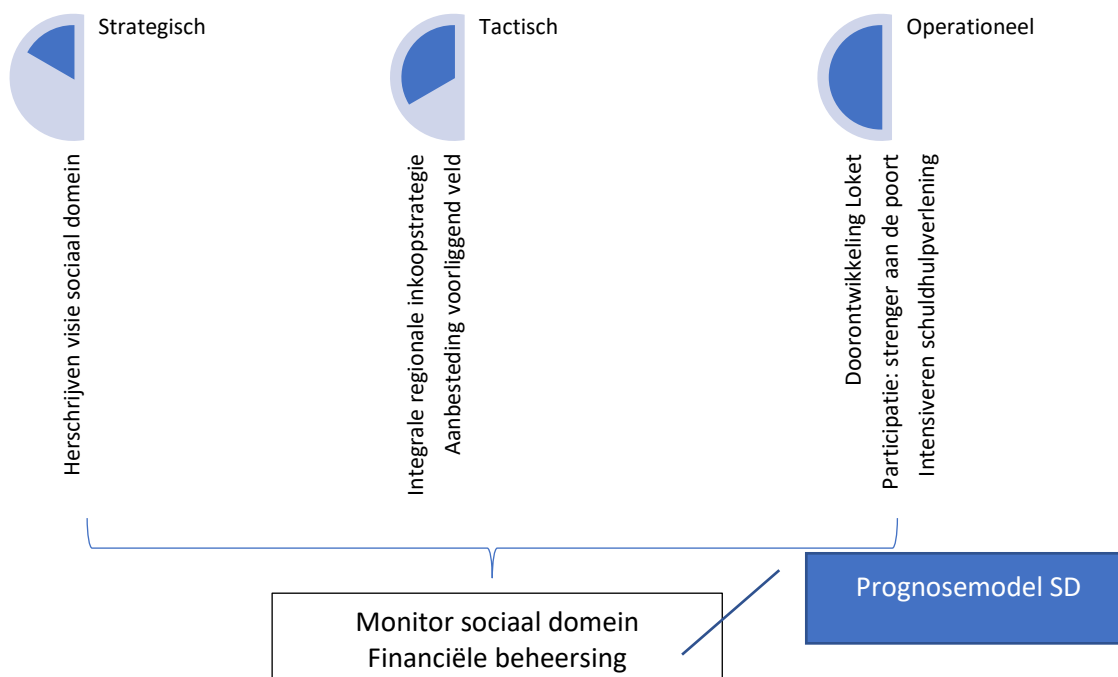 Strategisch
Herschrijven visie sociaal domein
Tactisch
Integrale regionale inkoopstrategie
Aanbesteding voorliggend veld
Operationeel
Doorontwikkeling Loket
Participatie: strenger aan de poort
Intensiveren schuldhulpverlening
Monitor sociaal domein
Financiële beheersing
Prognosemodel SD